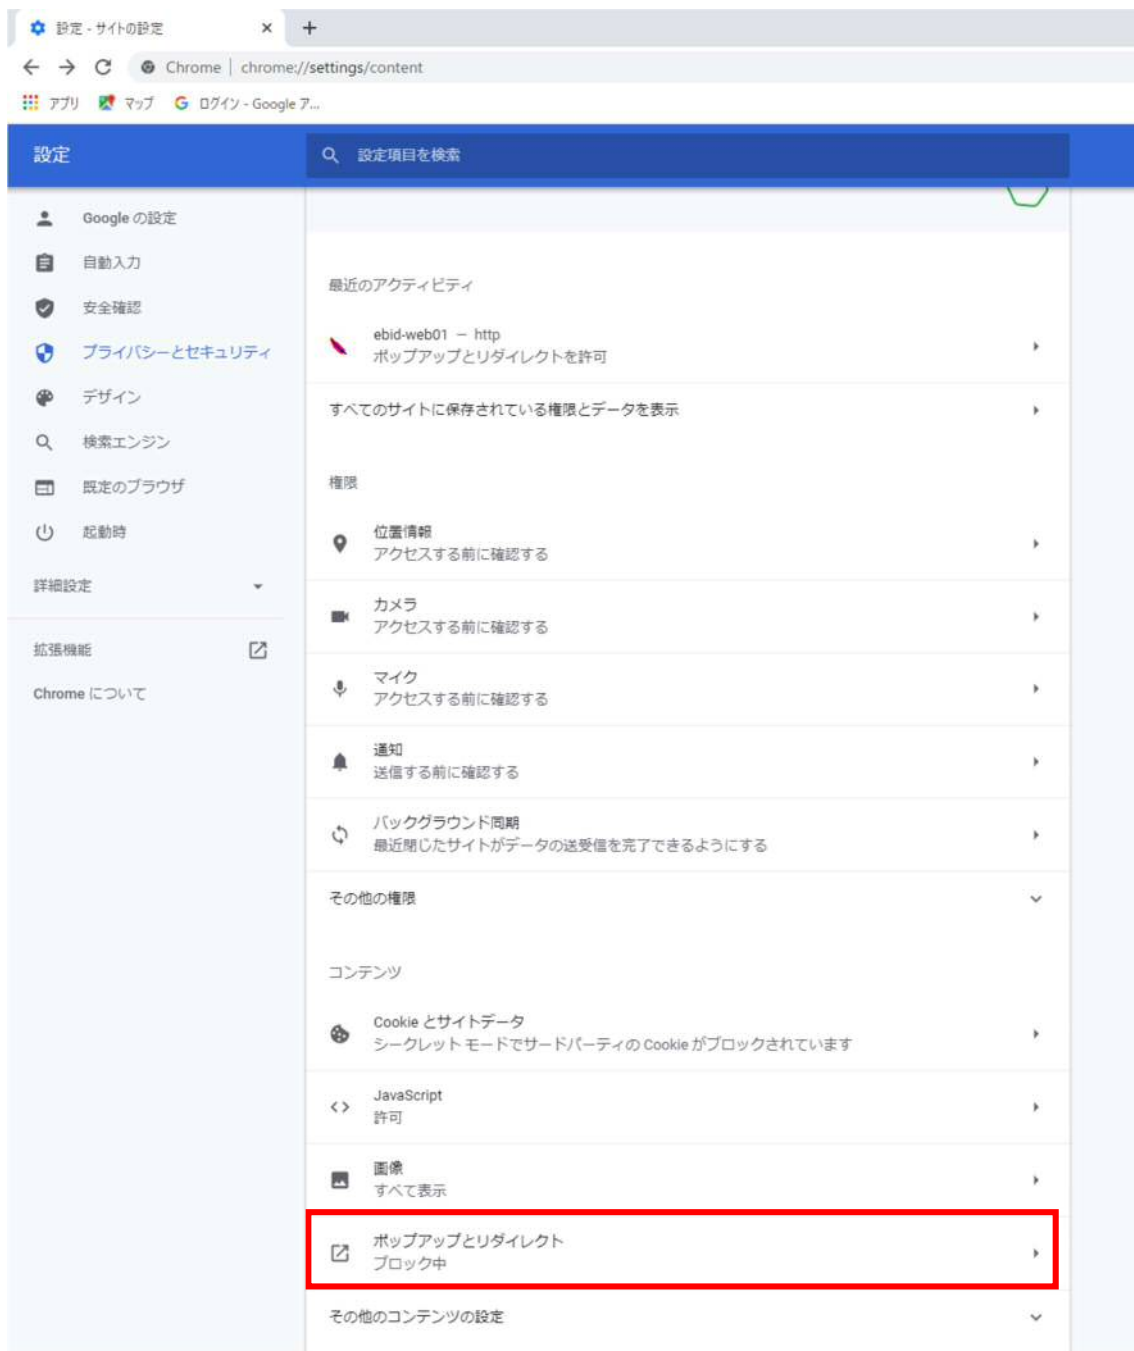 設定 - サイトの設定
Chrome | chrome://settings/content
アプリ マップ ログイン - Google ア...
設定
設定項目を検索
Google の設定
自動入力
安全確認
プライバシーとセキュリティ
デザイン
検索エンジン
既定のブラウザ
起動時
詳細設定
拡張機能
Chrome について
最近のアクティビティ
ebid-web01 — http
ポップアップとリダイレクトを許可
すべてのサイトに保存されている権限とデータを表示
権限
位置情報
アクセスする前に確認する
カメラ
アクセスする前に確認する
マイク
アクセスする前に確認する
通知
送信する前に確認する
バックグラウンド同期
最近閉じたサイトがデータの送受信を完了できるようにする
その他の権限
コンテンツ
Cookie とサイトデータ
シークレット モードでサードパーティの Cookie がブロックされています
JavaScript
許可
画像
すべて表示
ポップアップとリダイレクト
ブロック中
その他のコンテンツの設定